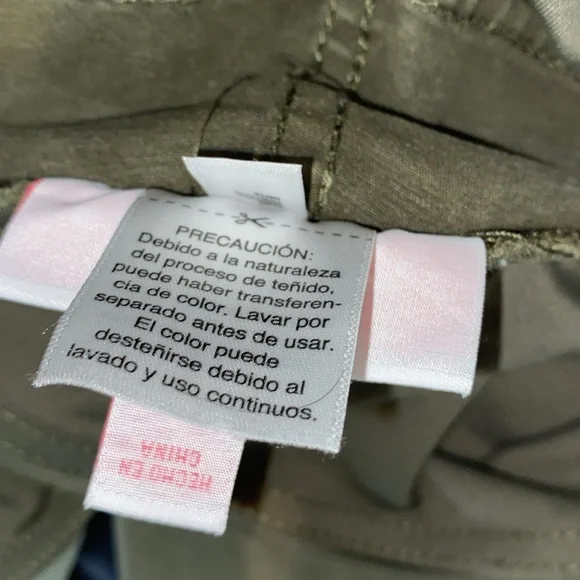 PRECAUCIÓN:
Debido a la naturaleza
del proceso de teñido,
puede haber transferen-
cia de color. Lavar por
separado antes de usar.
El color puede
desteñirse debido al
lavado y uso continuos.
HECHO EN
CHINA